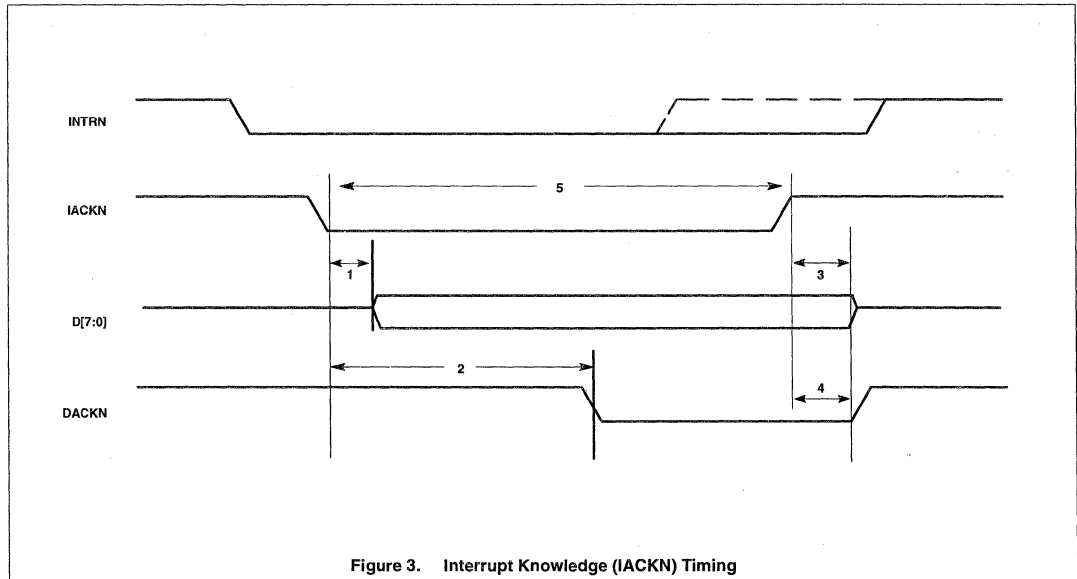 INTRN
IACKN
5
1
3
D[7:0]
2
4
DACKN
Figure 3. Interrupt Knowledge (IACKN) Timing